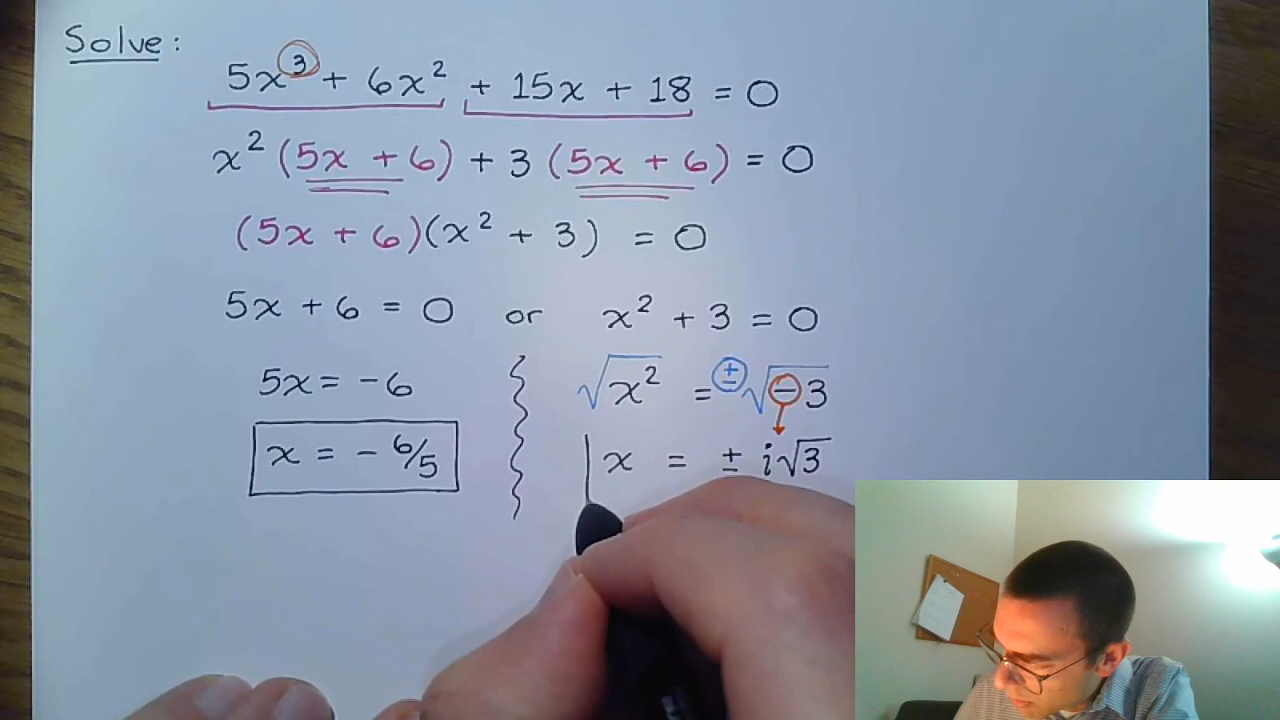 Solve:
5x³ + 6x² + 15x + 18 = 0
x² (5x + 6) + 3 (5x + 6) = 0
(5x + 6)(x² + 3) = 0
5x + 6 = 0 or x² + 3 = 0
5x = -6
√x² = ± √-3
x = - 6/5
x = ± i√3